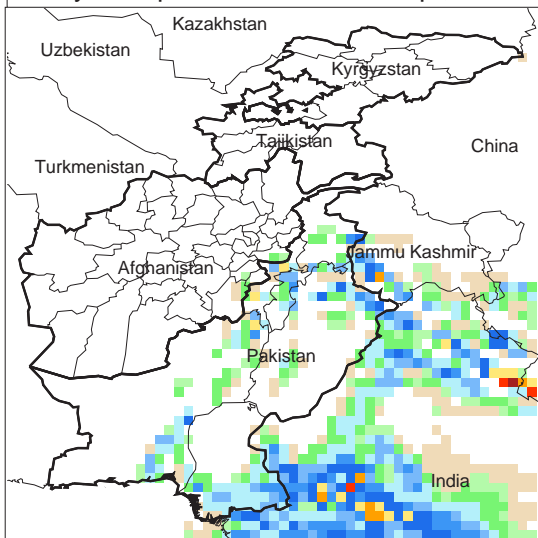 Kazakhstan
Uzbekistan
Kyrgyzstan
Tajikistan
China
Turkmenistan
Jammu Kashmir
Afghanistan
Pakistan
India